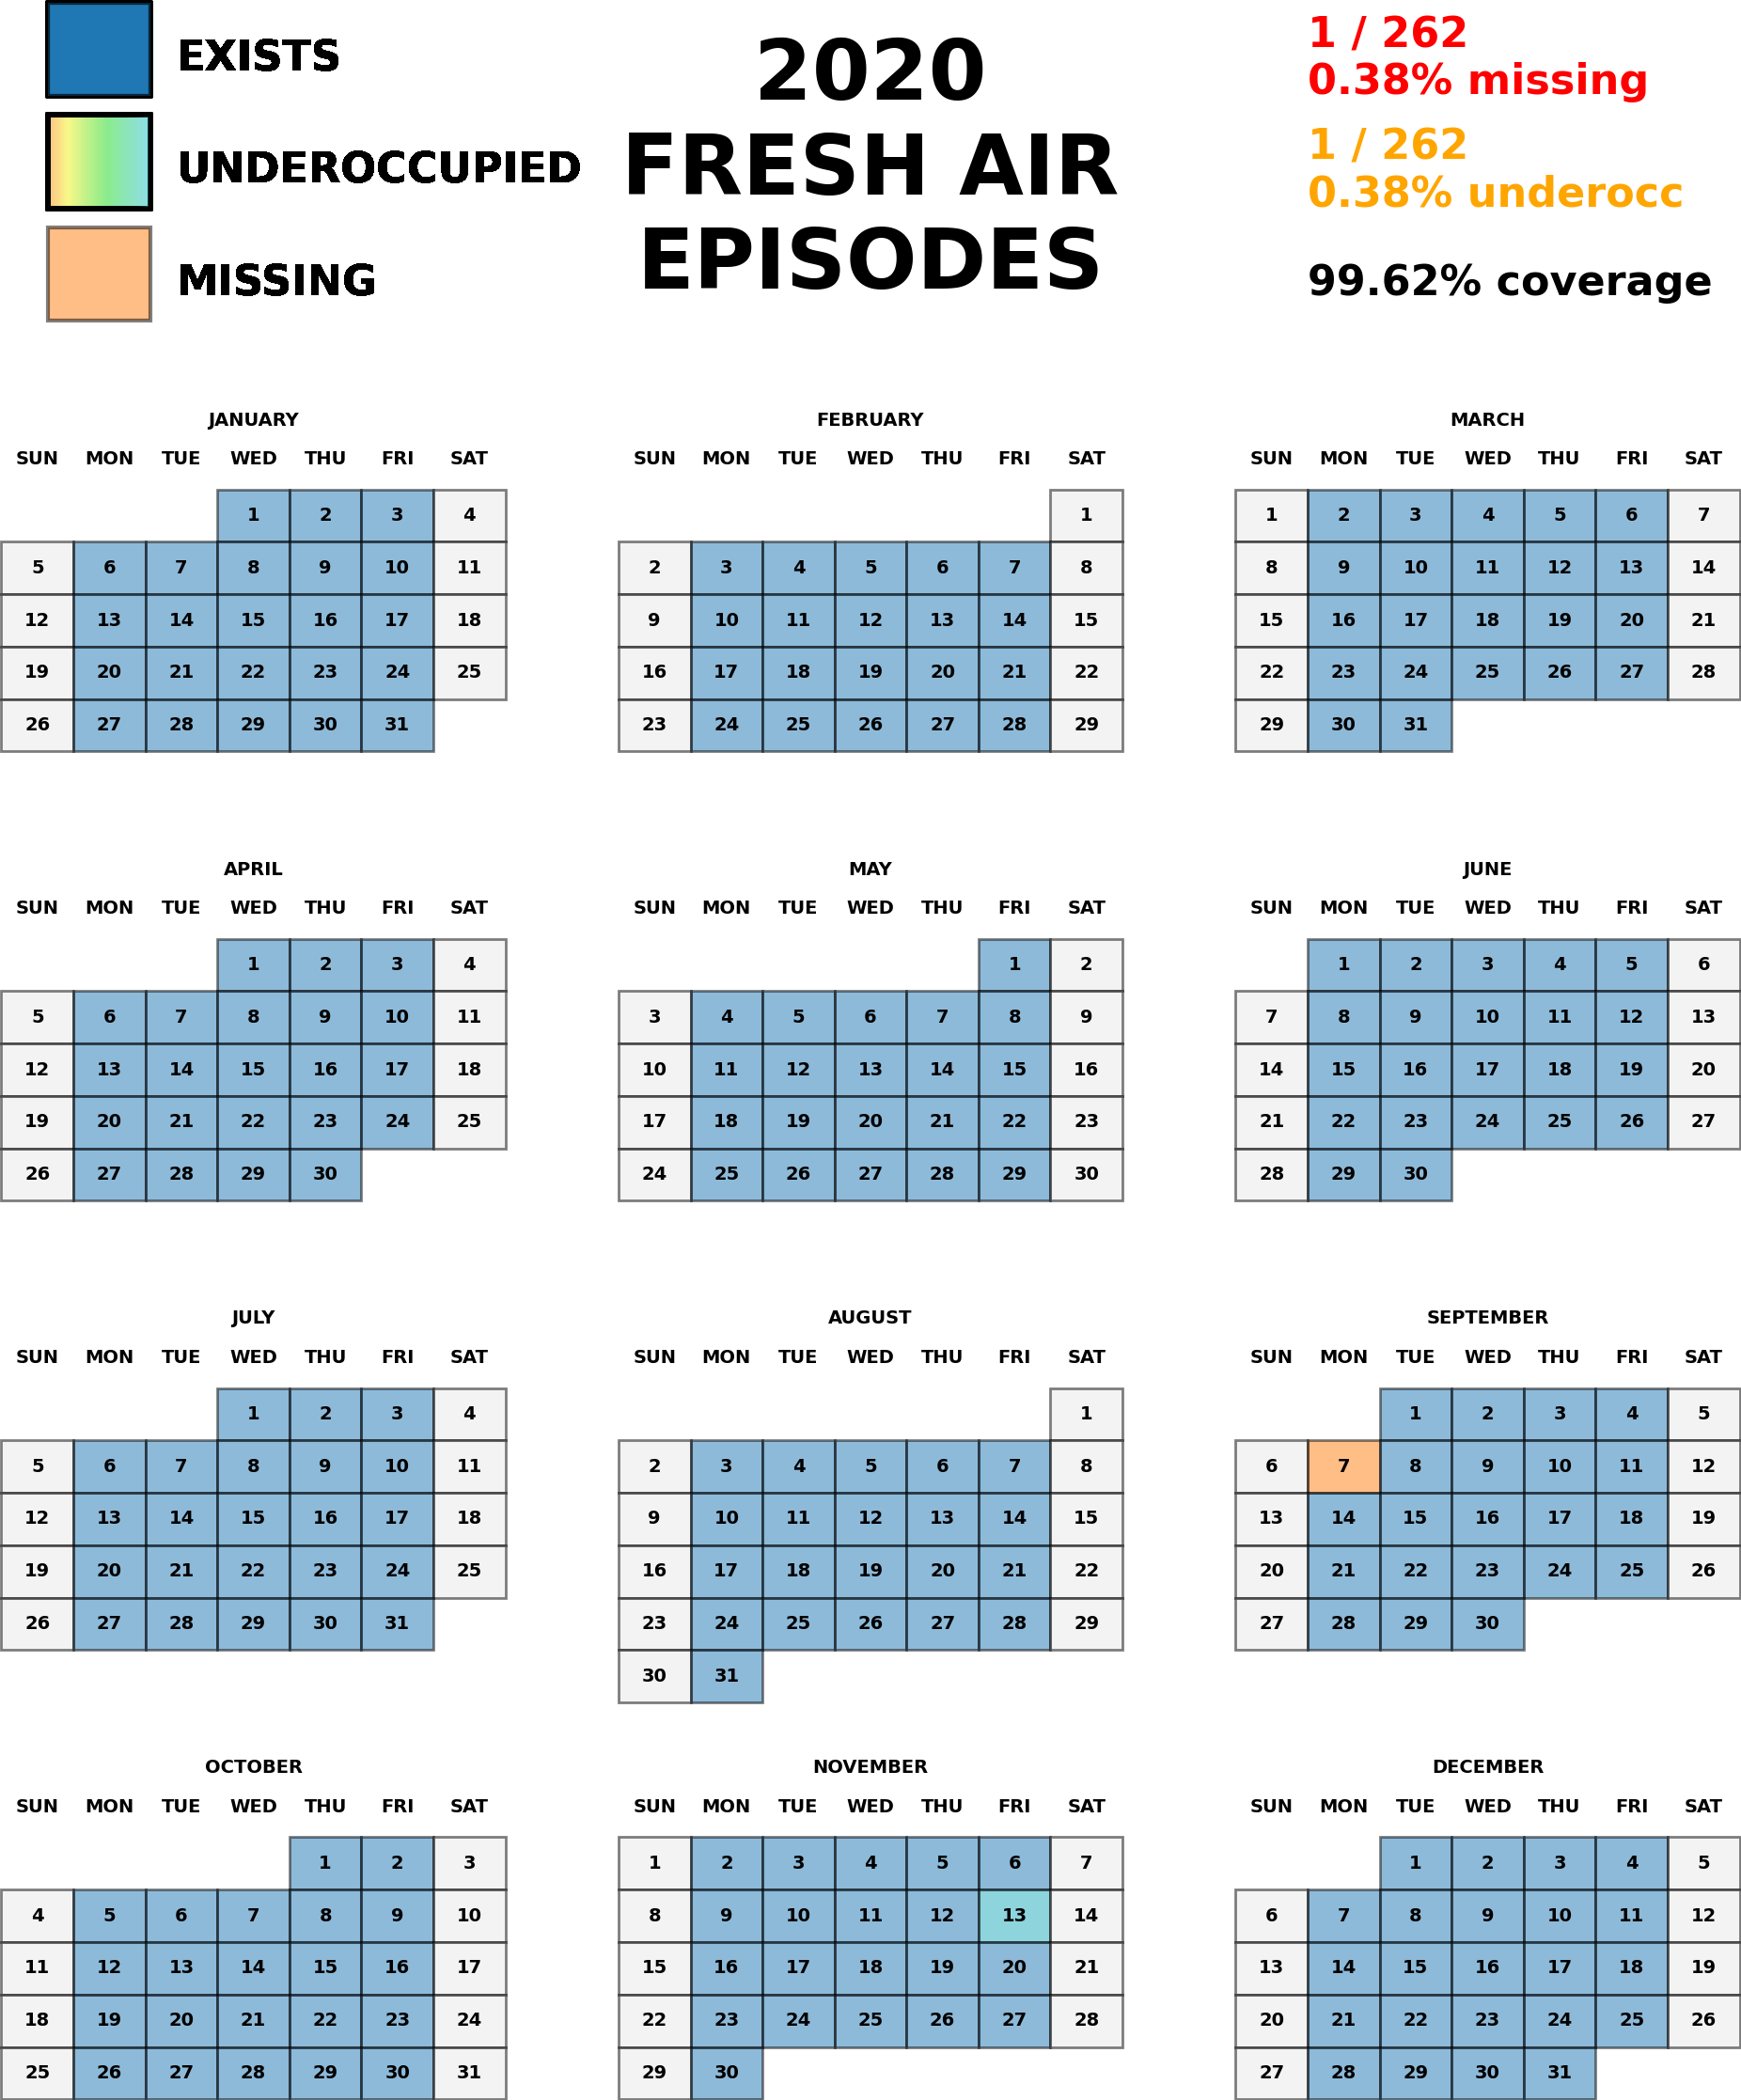 EXISTS
UNDEROCCUPIED
MISSING
2020
FRESH AIR
EPISODES
1 / 262
0.38% missing
1 / 262
0.38% underocc
99.62% coverage
JANUARY
SUN MON TUE WED THU FRI SAT
1 2 3 4
5 6 7 8 9 10 11
12 13 14 15 16 17 18
19 20 21 22 23 24 25
26 27 28 29 30 31
FEBRUARY
SUN MON TUE WED THU FRI SAT
1
2 3 4 5 6 7 8
9 10 11 12 13 14 15
16 17 18 19 20 21 22
23 24 25 26 27 28 29
MARCH
SUN MON TUE WED THU FRI SAT
1 2 3 4 5 6 7
8 9 10 11 12 13 14
15 16 17 18 19 20 21
22 23 24 25 26 27 28
29 30 31
APRIL
SUN MON TUE WED THU FRI SAT
1 2 3 4
5 6 7 8 9 10 11
12 13 14 15 16 17 18
19 20 21 22 23 24 25
26 27 28 29 30
MAY
SUN MON TUE WED THU FRI SAT
1 2
3 4 5 6 7 8 9
10 11 12 13 14 15 16
17 18 19 20 21 22 23
24 25 26 27 28 29 30
JUNE
SUN MON TUE WED THU FRI SAT
1 2 3 4 5 6
7 8 9 10 11 12 13
14 15 16 17 18 19 20
21 22 23 24 25 26 27
28 29 30
JULY
SUN MON TUE WED THU FRI SAT
1 2 3 4
5 6 7 8 9 10 11
12 13 14 15 16 17 18
19 20 21 22 23 24 25
26 27 28 29 30 31
AUGUST
SUN MON TUE WED THU FRI SAT
1
2 3 4 5 6 7 8
9 10 11 12 13 14 15
16 17 18 19 20 21 22
23 24 25 26 27 28 29
30 31
SEPTEMBER
SUN MON TUE WED THU FRI SAT
1 2 3 4 5
6 7 8 9 10 11 12
13 14 15 16 17 18 19
20 21 22 23 24 25 26
27 28 29 30
OCTOBER
SUN MON TUE WED THU FRI SAT
1 2 3
4 5 6 7 8 9 10
11 12 13 14 15 16 17
18 19 20 21 22 23 24
25 26 27 28 29 30 31
NOVEMBER
SUN MON TUE WED THU FRI SAT
1 2 3 4 5 6 7
8 9 10 11 12 13 14
15 16 17 18 19 20 21
22 23 24 25 26 27 28
29 30
DECEMBER
SUN MON TUE WED THU FRI SAT
1 2 3 4 5
6 7 8 9 10 11 12
13 14 15 16 17 18 19
20 21 22 23 24 25 26
27 28 29 30 31